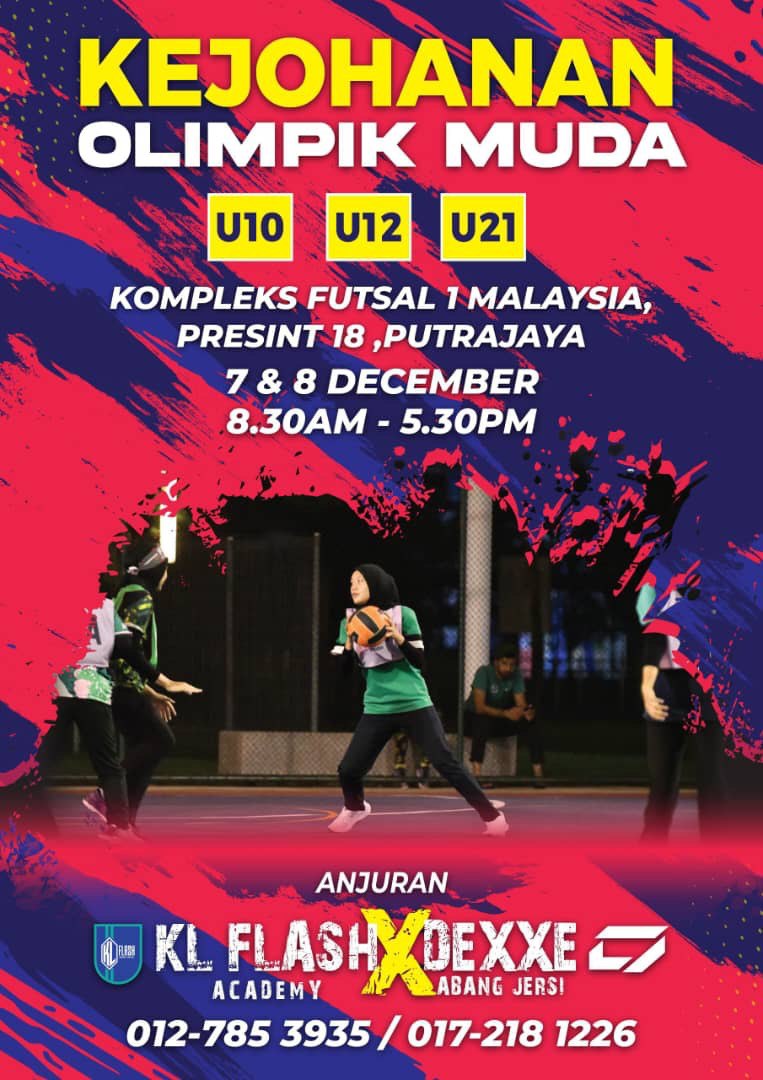 KEJOHANAN
OLIMPIK MUDA
U10 U12 U21
KOMPLEKS FUTSAL 1 MALAYSIA,
PRESINT 18 ,PUTRAJAYA
7 & 8 DECEMBER
8.30AM - 5.30PM
ANJURAN
KL FLASH X DEXXE
ACADEMY ABANG JERSI
012-785 3935 / 017-218 1226